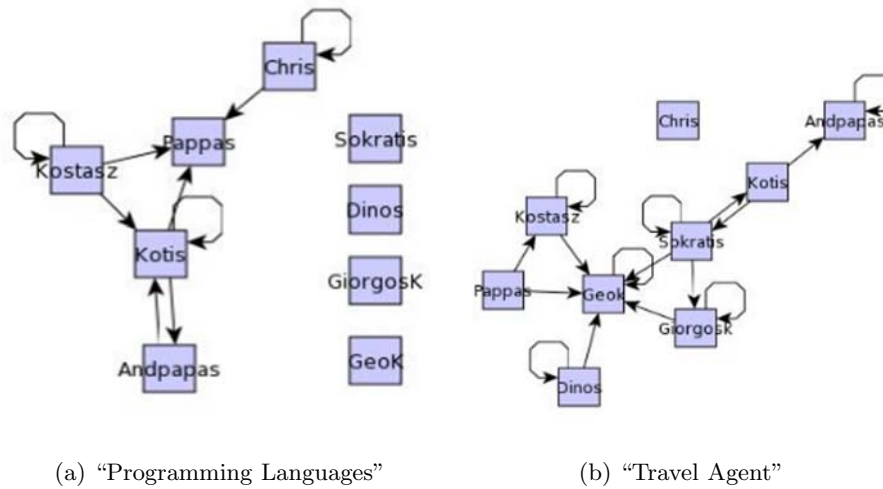 Chris
Pappas
Kostasz
Kotis
Andpapas
Sokratis
Dinos
GiorgosK
GeoK
Chris
Andpapas
Kotis
Kostasz
Sokratis
Pappas
Geok
Giorgosk
Dinos
(a) “Programming Languages”
(b) “Travel Agent”